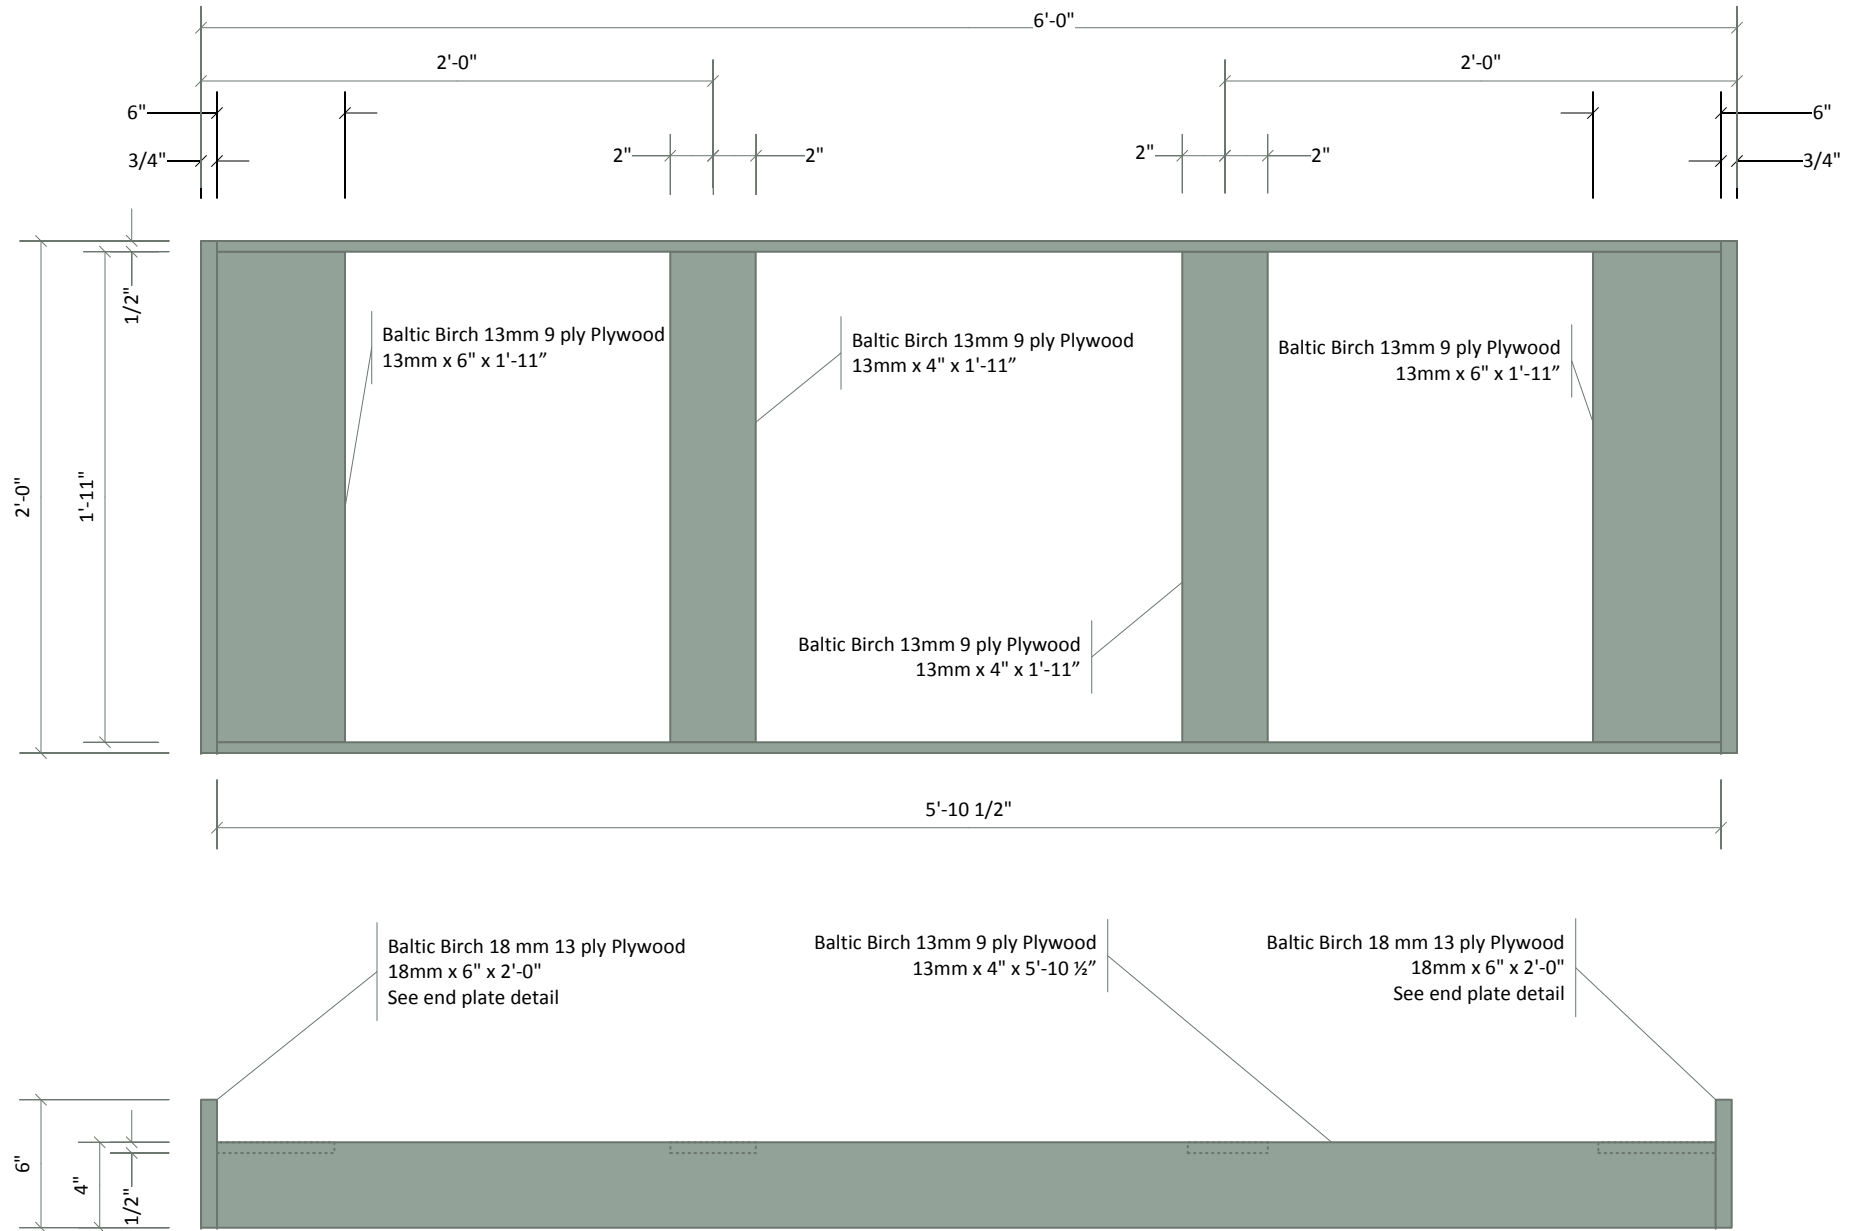 6'-0"
2'-0"
2'-0"
6"
6"
3/4"
2"
2"
2"
2"
3/4"
1/2"
2'-0"
1'-11"
Baltic Birch 13mm 9 ply Plywood
13mm x 6" x 1'-11”
Baltic Birch 13mm 9 ply Plywood
13mm x 4" x 1'-11”
Baltic Birch 13mm 9 ply Plywood
13mm x 6" x 1'-11”
Baltic Birch 13mm 9 ply Plywood
13mm x 4" x 1'-11”
5'-10 1/2"
Baltic Birch 18 mm 13 ply Plywood
18mm x 6" x 2'-0"
See end plate detail
Baltic Birch 13mm 9 ply Plywood
13mm x 4" x 5'-10 ½”
Baltic Birch 18 mm 13 ply Plywood
18mm x 6" x 2'-0"
See end plate detail
6"
4"
1/2"